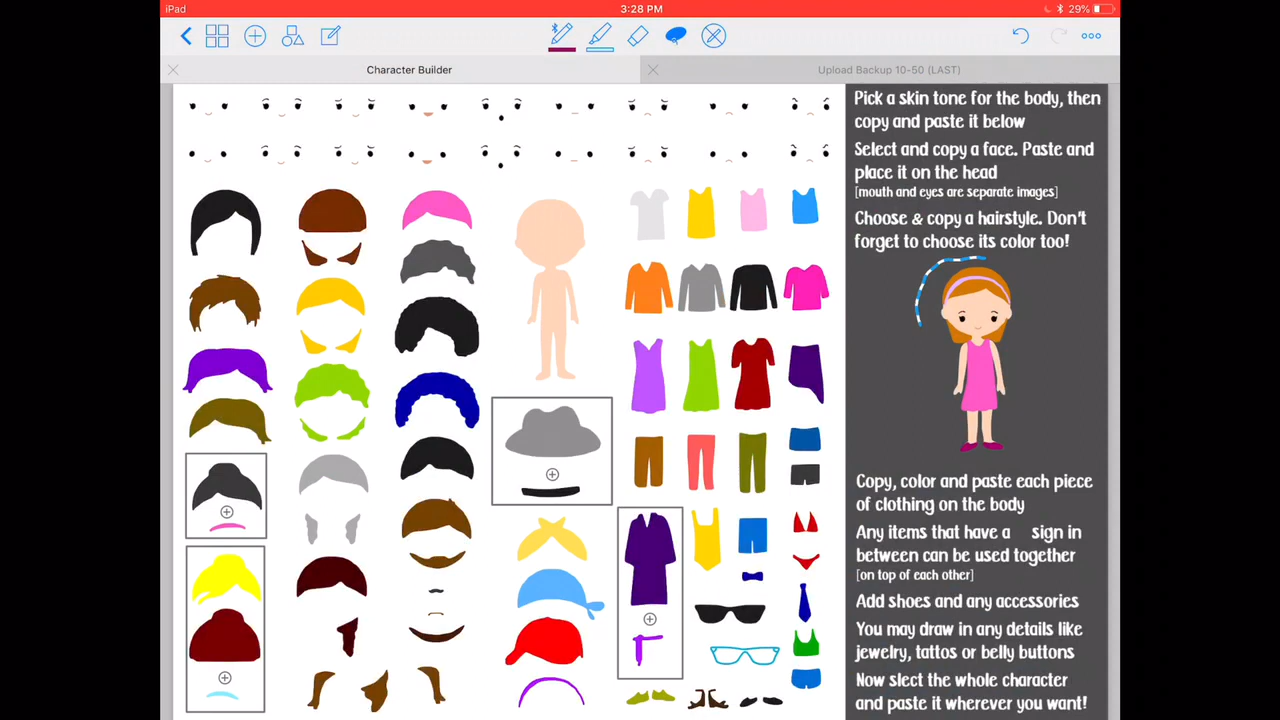 iPad
3:28 PM
29%
Character Builder
Upload Backup 10-50 (LAST)
Pick a skin tone for the body, then
copy and paste it below
Select and copy a face. Paste and
place it on the head
[mouth and eyes are separate images]
Choose & copy a hairstyle. Don't
forget to choose its color too!
Copy, color and paste each piece
of clothing on the body
Any items that have a sign in
between can be used together
[on top of each other]
Add shoes and any accessories
You may draw in any details like
jewelry, tattos or belly buttons
Now slect the whole character
and paste it wherever you want!